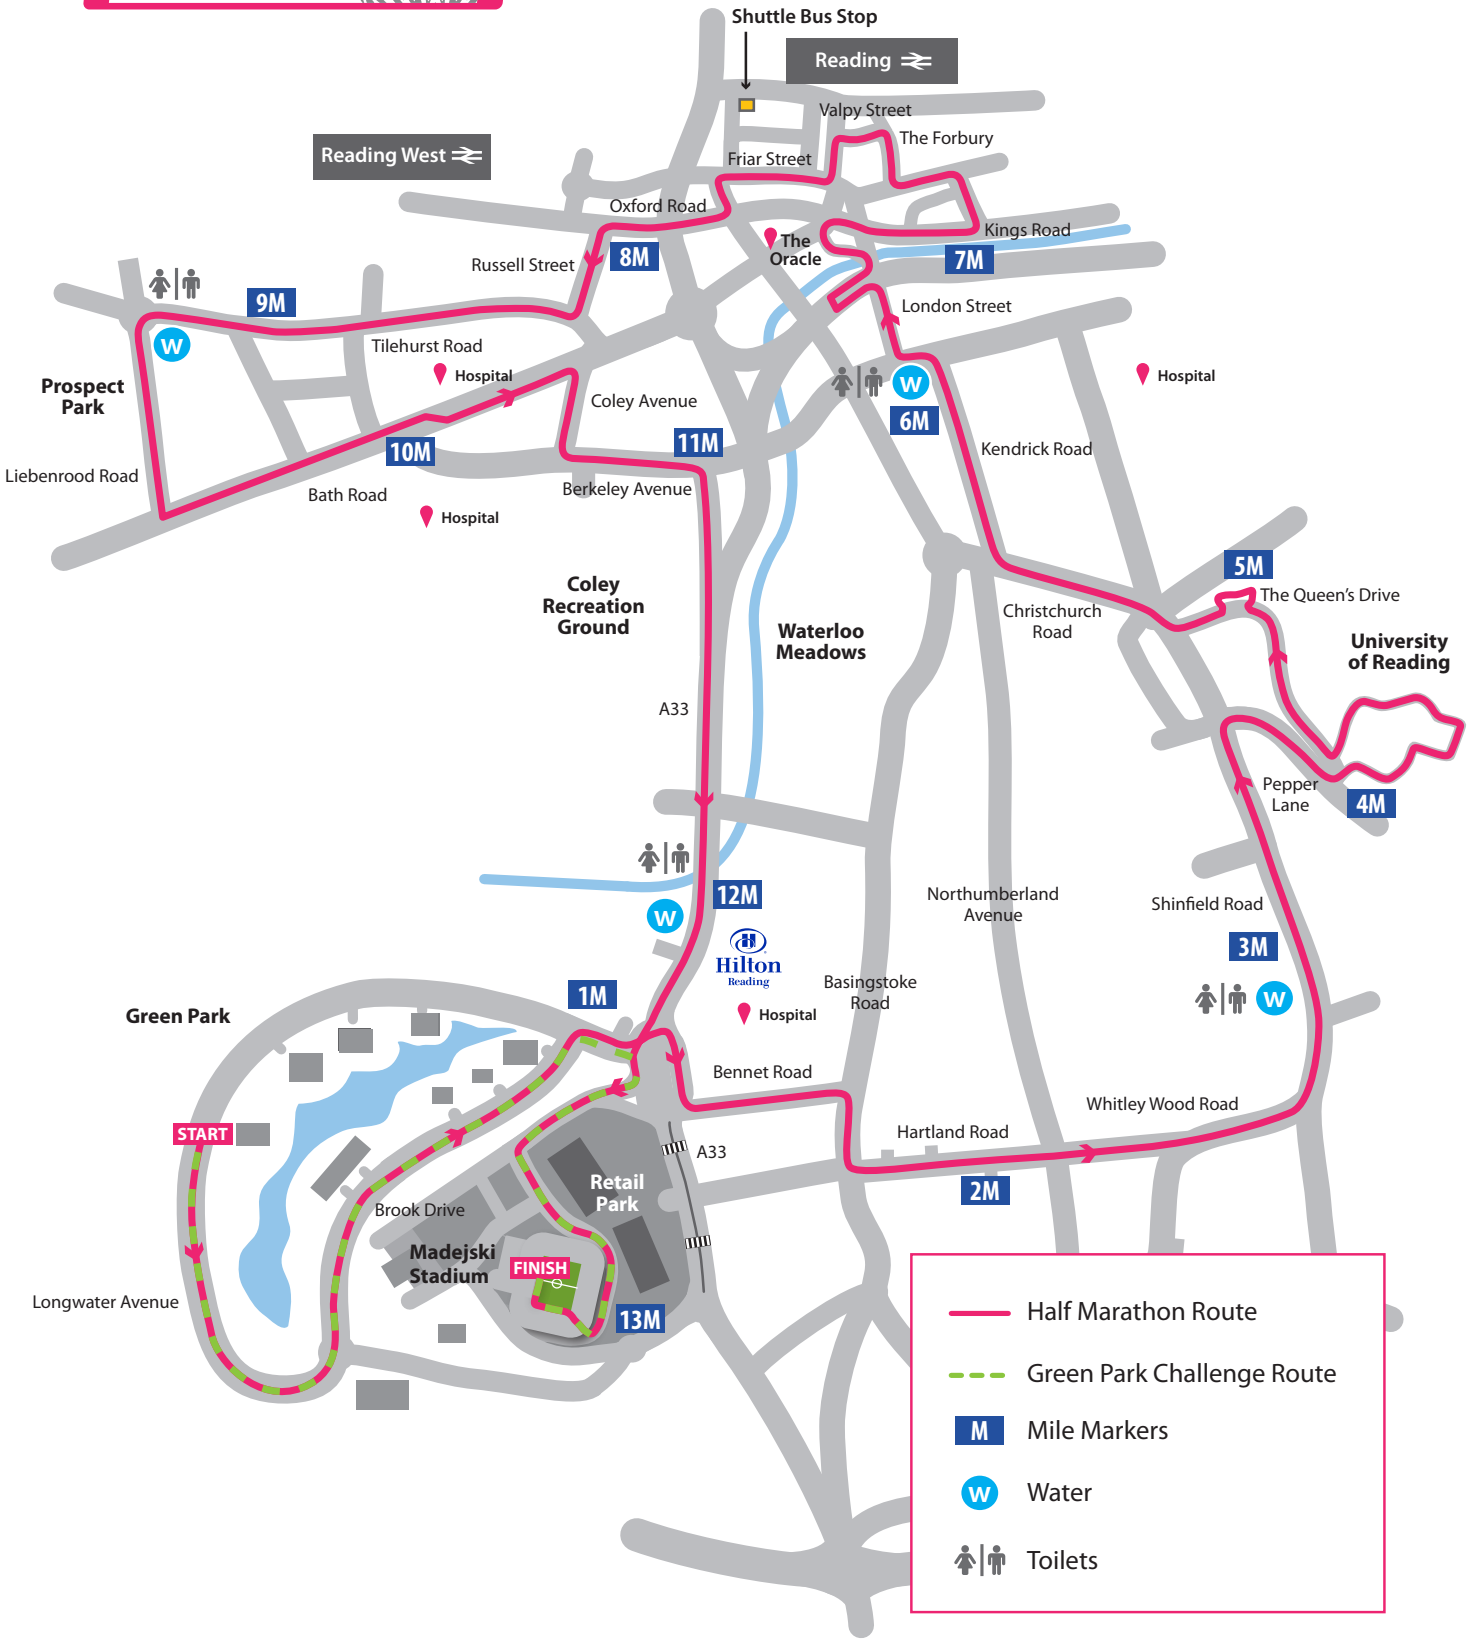 Shuttle Bus Stop
Reading
Valpy Street
The Forbury
Reading West
Friar Street
Oxford Road
Kings Road
The
Oracle
8M
7M
Russell Street
9M
London Street
W
Tilehurst Road
Hospital
Prospect
Park
Hospital
W
Coley Avenue
6M
11M
10M
Kendrick Road
Liebenrood Road
Bath Road
Berkeley Avenue
Hospital
5M
Coley
Recreation
Ground
The Queen's Drive
Christchurch
Road
Waterloo
Meadows
University
of Reading
A33
Pepper
Lane
4M
12M
Northumberland
Avenue
Shinfield Road
W
3M
Hilton
Reading
Basingstoke
Road
1M
W
Green Park
Hospital
Bennet Road
Whitley Wood Road
START
Hartland Road
A33
Retail
Park
2M
Brook Drive
Madejski
Stadium
FINISH
Longwater Avenue
13M
Half Marathon Route
Green Park Challenge Route
M
Mile Markers
W
Water
Toilets